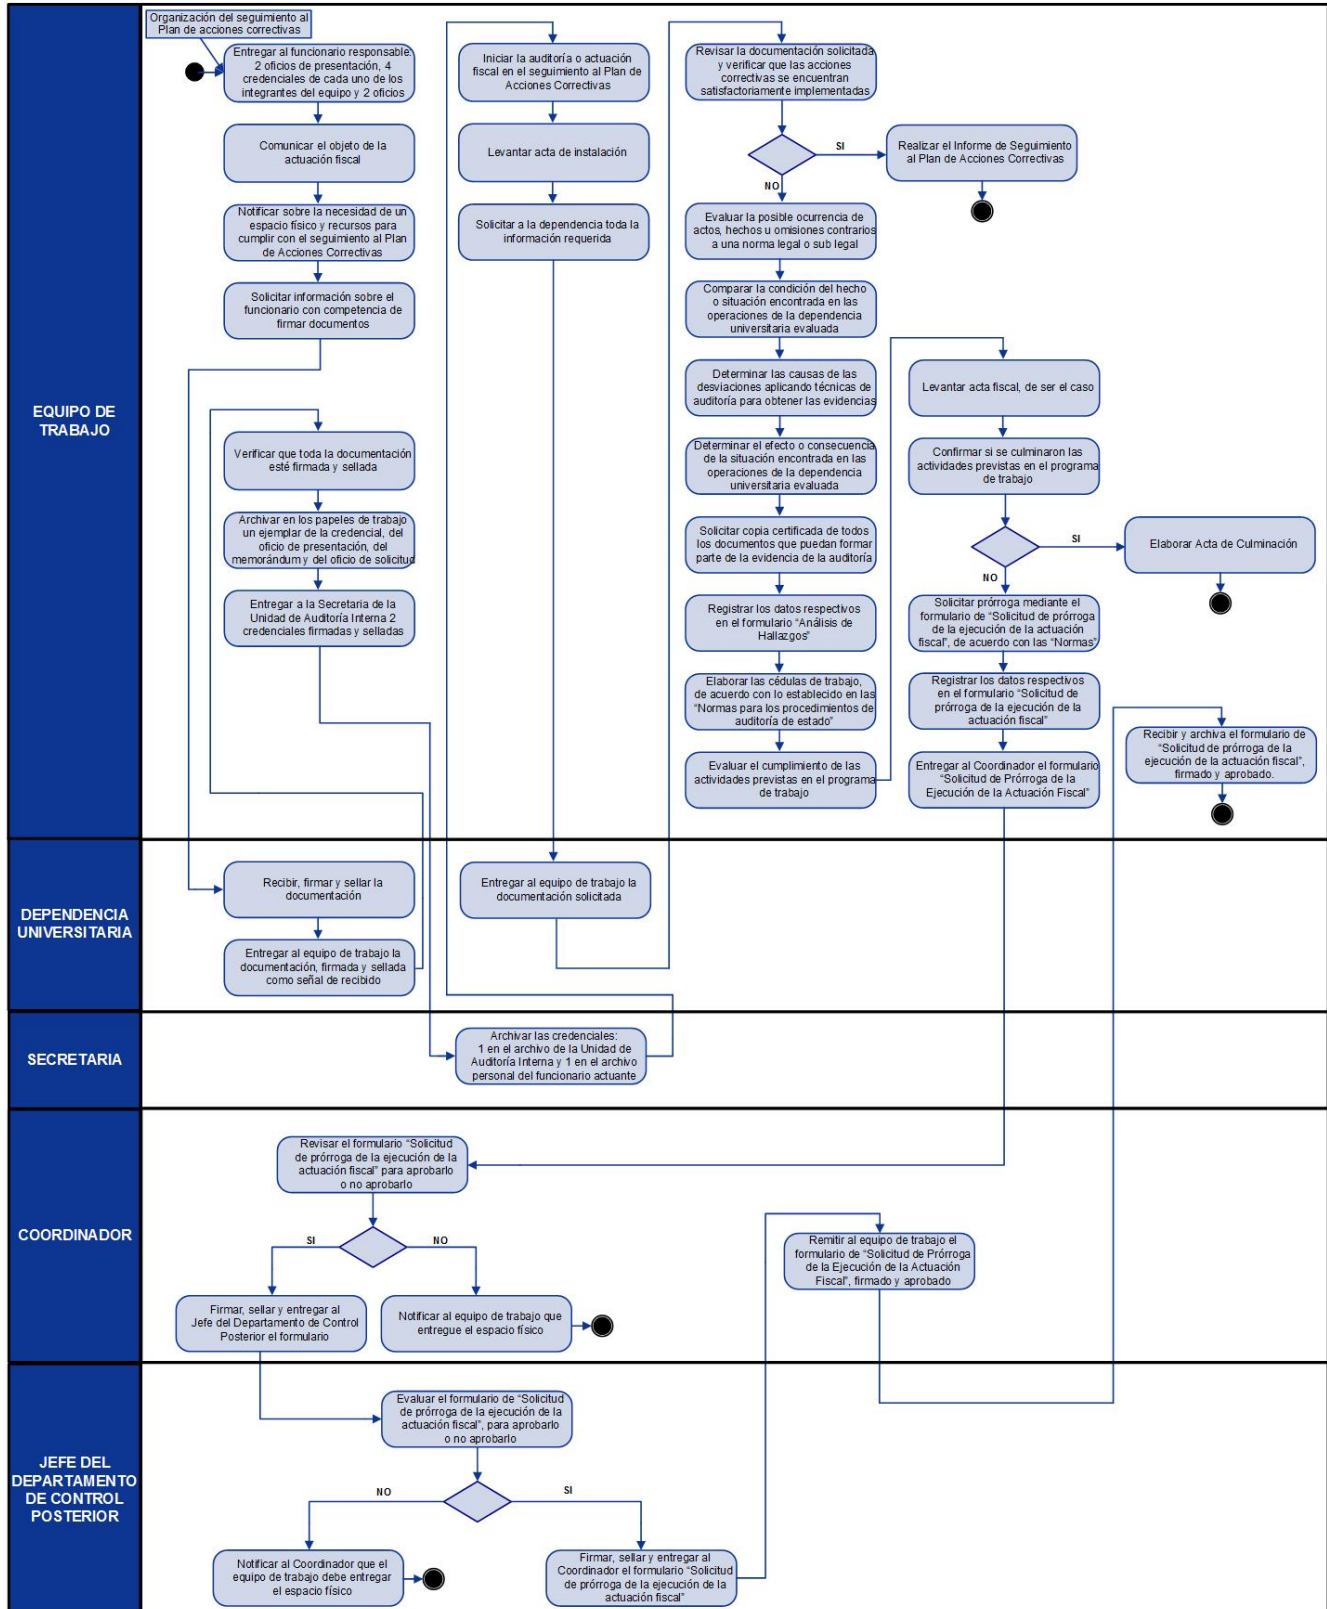 Organización del seguimiento al
Plan de acciones correctivas
Entregar al funcionario responsable:
2 oficios de presentación, 4
credenciales de cada uno de los
integrantes del equipo y 2 oficios
Comunicar el objeto de la
actuación fiscal
Notificar sobre la necesidad de un
espacio físico y recursos para
cumplir con el seguimiento al Plan
de Acciones Correctivas
Solicitar información sobre el
funcionario con competencia de
firmar documentos
EQUIPO DE
TRABAJO
Verificar que toda la documentación
esté firmada y sellada
Archivar en los papeles de trabajo
un ejemplar de la credencial, del
oficio de presentación, del
memorándum y del oficio de solicitud
Entregar a la Secretaria de la
Unidad de Auditoría Interna 2
credenciales firmadas y selladas
Iniciar la auditoría o actuación
fiscal en el seguimiento al Plan de
Acciones Correctivas
Levantar acta de instalación
Solicitar a la dependencia toda la
información requerida
Revisar la documentación solicitada
y verificar que las acciones
correctivas se encuentran
satisfactoriamente implementadas
SI
NO
Realizar el Informe de Seguimiento
al Plan de Acciones Correctivas
Evaluar la posible ocurrencia de
actos, hechos u omisiones contrarios
a una norma legal o sub legal
Comparar la condición del hecho
o situación encontrada en las
operaciones de la dependencia
universitaria evaluada
Determinar las causas de las
desviaciones aplicando técnicas de
auditoría para obtener las evidencias
Determinar el efecto o consecuencia
de la situación encontrada en las
operaciones de la dependencia
universitaria evaluada
Solicitar copia certificada de todos
los documentos que puedan formar
parte de la evidencia de la auditoría
Registrar los datos respectivos
en el formulario “Análisis de
Hallazgos”
Elaborar las cédulas de trabajo,
de acuerdo con lo establecido en las
“Normas para los procedimientos de
auditoría de estado”
Evaluar el cumplimiento de las
actividades previstas en el programa
de trabajo
Levantar acta fiscal, de ser el caso
Confirmar si se culminaron las
actividades previstas en el programa
de trabajo
SI
NO
Elaborar Acta de Culminación
Solicitar prórroga mediante el
formulario de “Solicitud de prórroga
de la ejecución de la actuación
fiscal”, de acuerdo con las “Normas”
Registrar los datos respectivos
en el formulario “Solicitud de
prórroga de la ejecución de la
actuación fiscal”
Entregar al Coordinador el formulario
“Solicitud de Prórroga de la
Ejecución de la Actuación Fiscal”
Recibir y archiva el formulario de
“Solicitud de prórroga de la
ejecución de la actuación fiscal”,
firmado y aprobado.
DEPENDENCIA
UNIVERSITARIA
Recibir, firmar y sellar la
documentación
Entregar al equipo de trabajo la
documentación, firmada y sellada
como señal de recibido
Entregar al equipo de trabajo la
documentación solicitada
SECRETARIA
Archivar las credenciales:
1 en el archivo de la Unidad de
Auditoría Interna y 1 en el archivo
personal del funcionario actuante
COORDINADOR
Revisar el formulario “Solicitud
de prórroga de la ejecución de la
actuación fiscal” para aprobarlo
o no aprobarlo
SI
NO
Firmar, sellar y entregar al
Jefe del Departamento de Control
Posterior el formulario
Notificar al equipo de trabajo que
entregue el espacio físico
Remitir al equipo de trabajo el
formulario de “Solicitud de Prórroga
de la Ejecución de la Actuación
Fiscal”, firmado y aprobado
JEFE DEL
DEPARTAMENTO
DE CONTROL
POSTERIOR
Evaluar el formulario de “Solicitud
de prórroga de la ejecución de la
actuación fiscal”, para aprobarlo
o no aprobarlo
NO
SI
Notificar al Coordinador que el
equipo de trabajo debe entregar
el espacio físico
Firmar, sellar y entregar al
Coordinador el formulario “Solicitud
de prórroga de la ejecución de la
actuación fiscal”